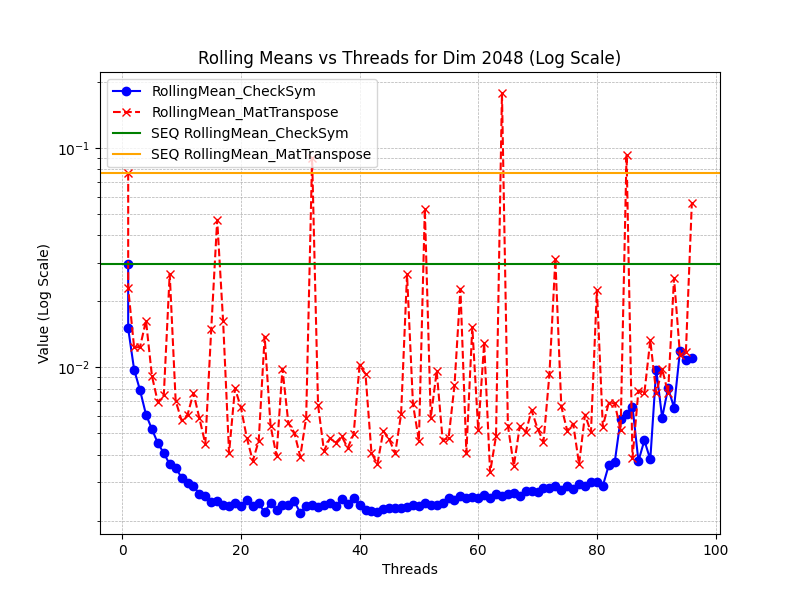 Rolling Means vs Threads for Dim 2048 (Log Scale)
RollingMean_CheckSym
RollingMean_MatTranspose
SEQ RollingMean_CheckSym
SEQ RollingMean_MatTranspose
Value (Log Scale)
10⁻¹
10⁻²
0 20 40 60 80 100
Threads